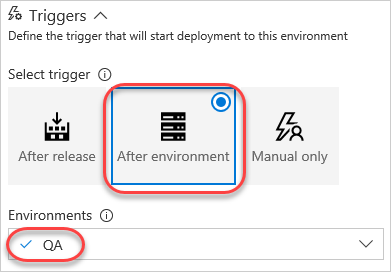 Triggers
Define the trigger that will start deployment to this environment
Select trigger
After release
After environment
Manual only
Environments
QA